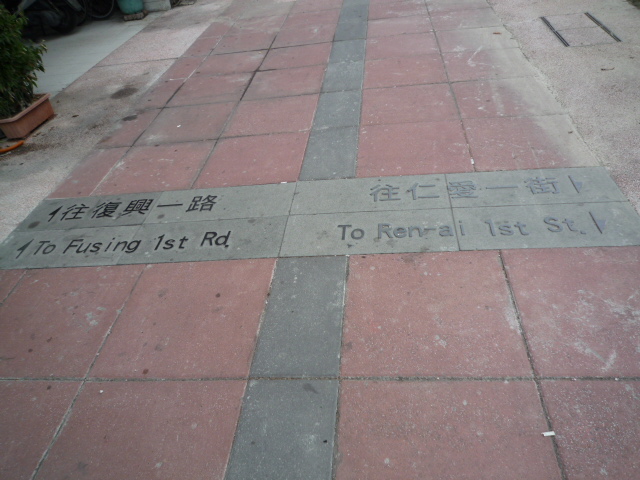 往復興一路
To Fusing 1st Rd.
往仁愛一街
To Ren-ai 1st St.